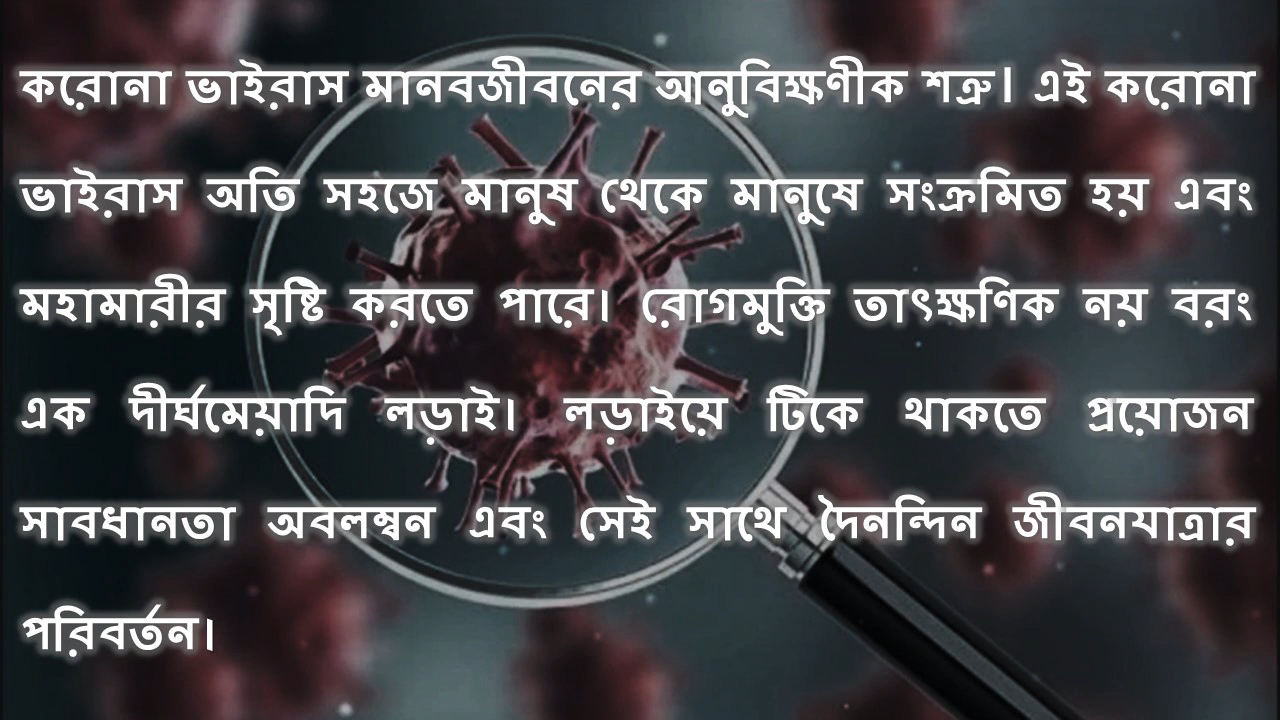 করোনা ভাইরাস মানবজীবনের আনুবিক্ষণীক শত্রু। এই করোনা
ভাইরাস অতি সহজে মানুষ থেকে মানুষে সংক্রমিত হয় এবং
মহামারীর সৃষ্টি করতে পারে। রোগমুক্তি তাৎক্ষণিক নয় বরং
এক দীর্ঘমেয়াদি লড়াই। লড়াইয়ে টিকে থাকতে প্রয়োজন
সাবধানতা অবলম্বন এবং সেই সাথে দৈনন্দিন জীবনযাত্রার
পরিবর্তন।